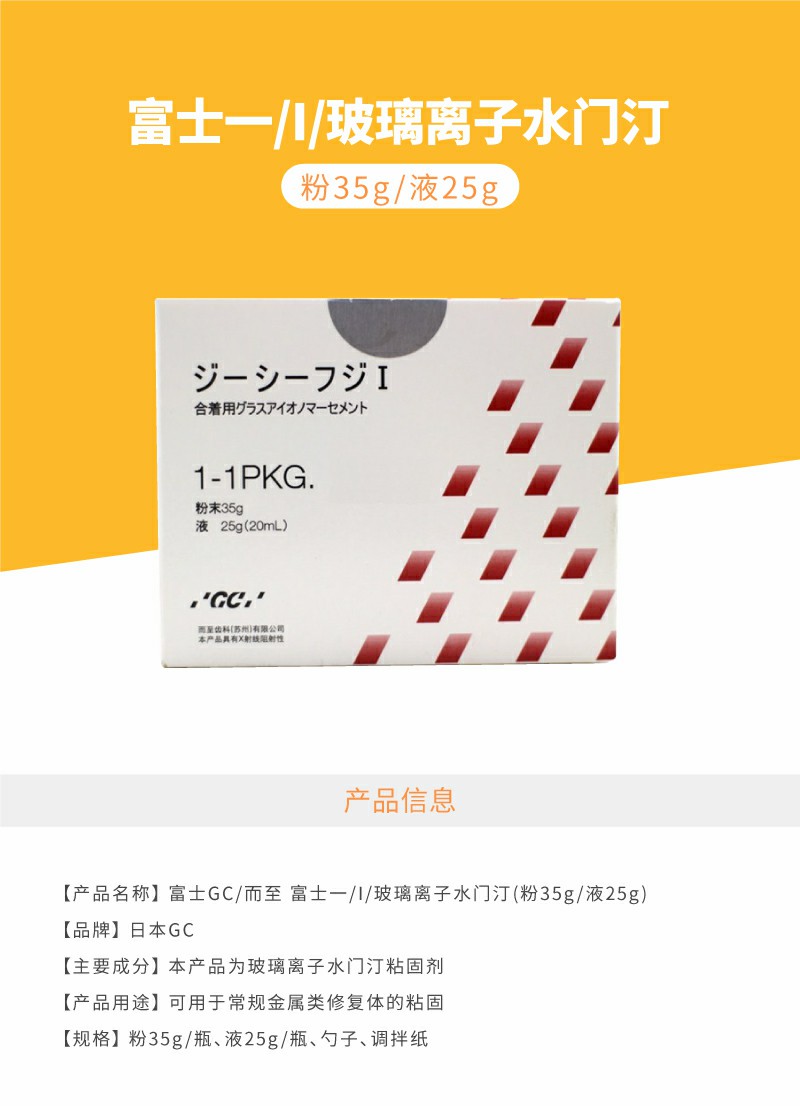 富士一/I/玻璃离子水门汀
粉35g/液25g
ジーシーフジ I
合着用グラスアイオノマーセメント
1-1PKG.
粉末35g
液 25g(20mL)
'GC'
而至齿科(苏州)有限公司
本产品具有X射线阻射性
产品信息
【产品名称】富士GC/而至 富士一/I/玻璃离子水门汀(粉35g/液25g)
【品牌】日本GC
【主要成分】本产品为玻璃离子水门汀粘固剂
【产品用途】可用于常规金属类修复体的粘固
【规格】粉35g/瓶、液25g/瓶、勺子、调拌纸